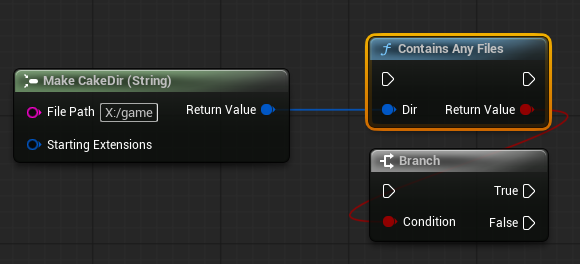 Make CakeDir (String)
File Path X:/game Return Value
Starting Extensions
Contains Any Files
Dir Return Value
Branch
True
Condition False